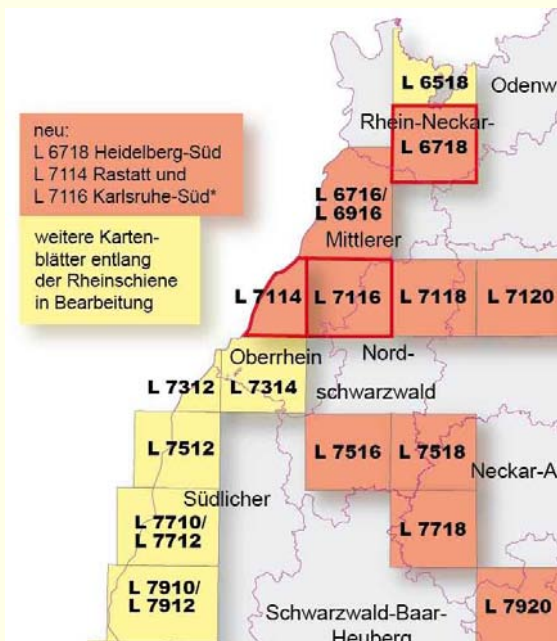 L 6518
Odenw
neu:
L 6718 Heidelberg-Süd
L 7114 Rastatt und
L 7116 Karlsruhe-Süd*
Rhein-Neckar-
L 6718
L 6716/
L 6916
Mittlerer
weitere Karten-
blätter entlang
der Rheinschiene
in Bearbeitung
L 7114
L 7116
L 7118
L 7120
Oberrhein
Nord-
schwarzwald
L 7312
L 7314
L 7512
L 7516
L 7518
Neckar-A
Südlicher
L 7710/
L 7712
L 7718
L 7910/
L 7912
L 7920
Schwarzwald-Baar-
Heuberg